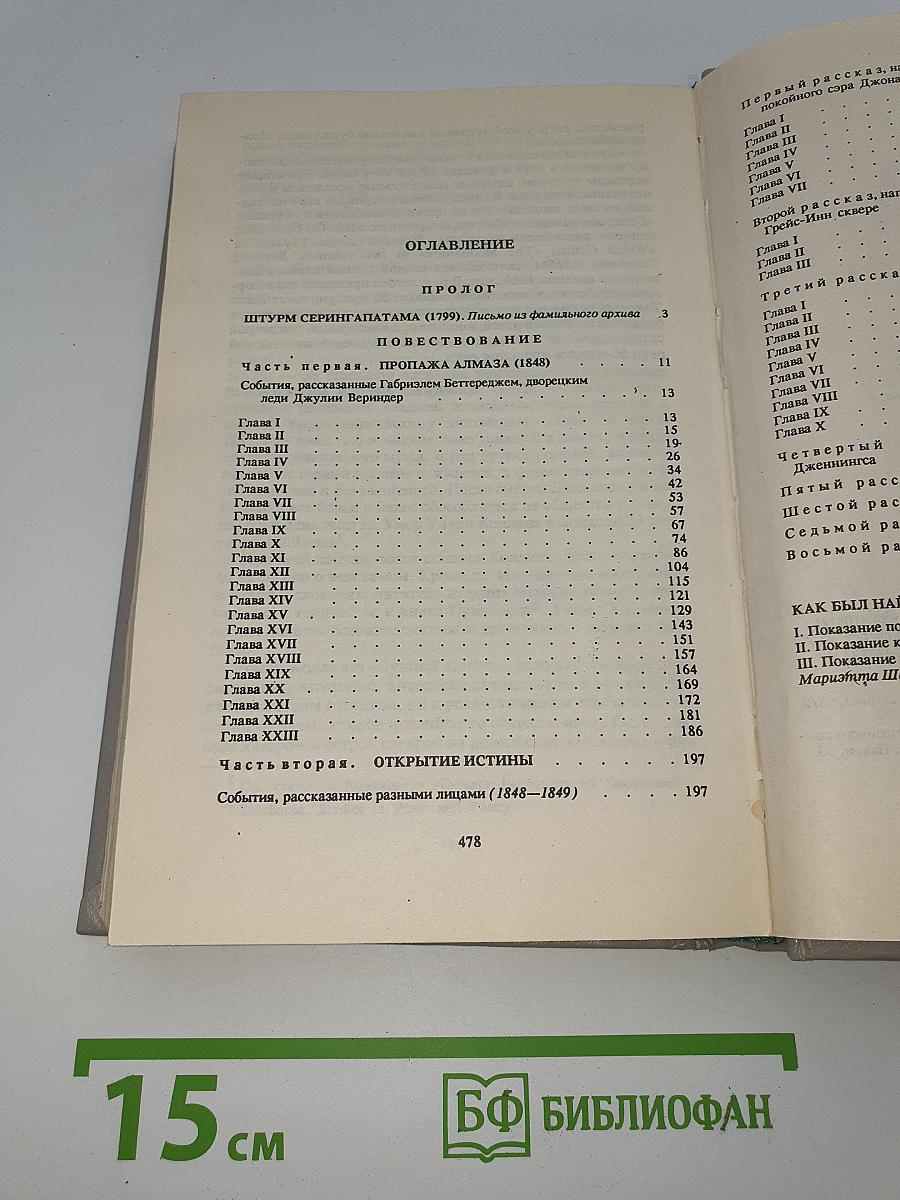 ОГЛАВЛЕНИЕ
ПРОЛОГ
ШТУРМ СЕРИНГАПАТАМА (1799). Письмо из фамильного архива 3
ПОВЕСТВОВАНИЕ
Часть первая. ПРОПАЖА АЛМАЗА (1848) . . . . . 11
События, рассказанные Габриэлем Беттереджем, дворецким
леди Джулии Вериндер . . . . . . . . . . 13
Глава I . . . . . . . . . . 13
Глава II . . . . . . . . . . 15
Глава III . . . . . . . . . . 19
Глава IV . . . . . . . . . . 26
Глава V . . . . . . . . . . 34
Глава VI . . . . . . . . . . 42
Глава VII . . . . . . . . . . 53
Глава VIII . . . . . . . . . . 57
Глава IX . . . . . . . . . . 67
Глава X . . . . . . . . . . 74
Глава XI . . . . . . . . . . 86
Глава XII . . . . . . . . . . 104
Глава XIII . . . . . . . . . . 115
Глава XIV . . . . . . . . . . 121
Глава XV . . . . . . . . . . 129
Глава XVI . . . . . . . . . . 143
Глава XVII . . . . . . . . . . 151
Глава XVIII . . . . . . . . . . 157
Глава XIX . . . . . . . . . . 164
Глава XX . . . . . . . . . . 169
Глава XXI . . . . . . . . . . 172
Глава XXII . . . . . . . . . . 181
Глава XXIII . . . . . . . . . . 186
Часть вторая. ОТКРЫТИЕ ИСТИНЫ . . . . . . 197
События, рассказанные разными лицами (1848—1849) . . . . 197
478
Первый рассказ,
покойного сэра
Глава I
Глава II
Глава III
Глава IV
Глава V
Глава VI
Глава VII
Второй рассказ,
Грейс-Инн сквере
Глава I
Глава II
Глава III
Третий
Глава I
Глава II
Глава III
Глава IV
Глава V
Глава VI
Глава VII
Глава VIII
Глава IX
Глава X
Четвертый
Дженнингса
Пятый
Шестой
Седьмой
Восьмой
КАК БЫЛ
I. Показание
II. Показание
III. Показание
Мариэтта
15 см
БФ БИБЛИОФАН